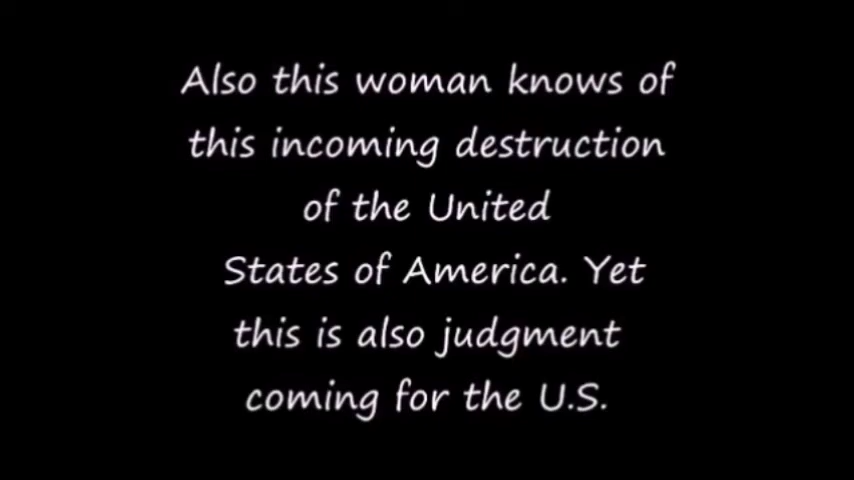 Also this woman knows of
this incoming destruction
of the United
States of America. Yet
this is also judgment
coming for the U.S.